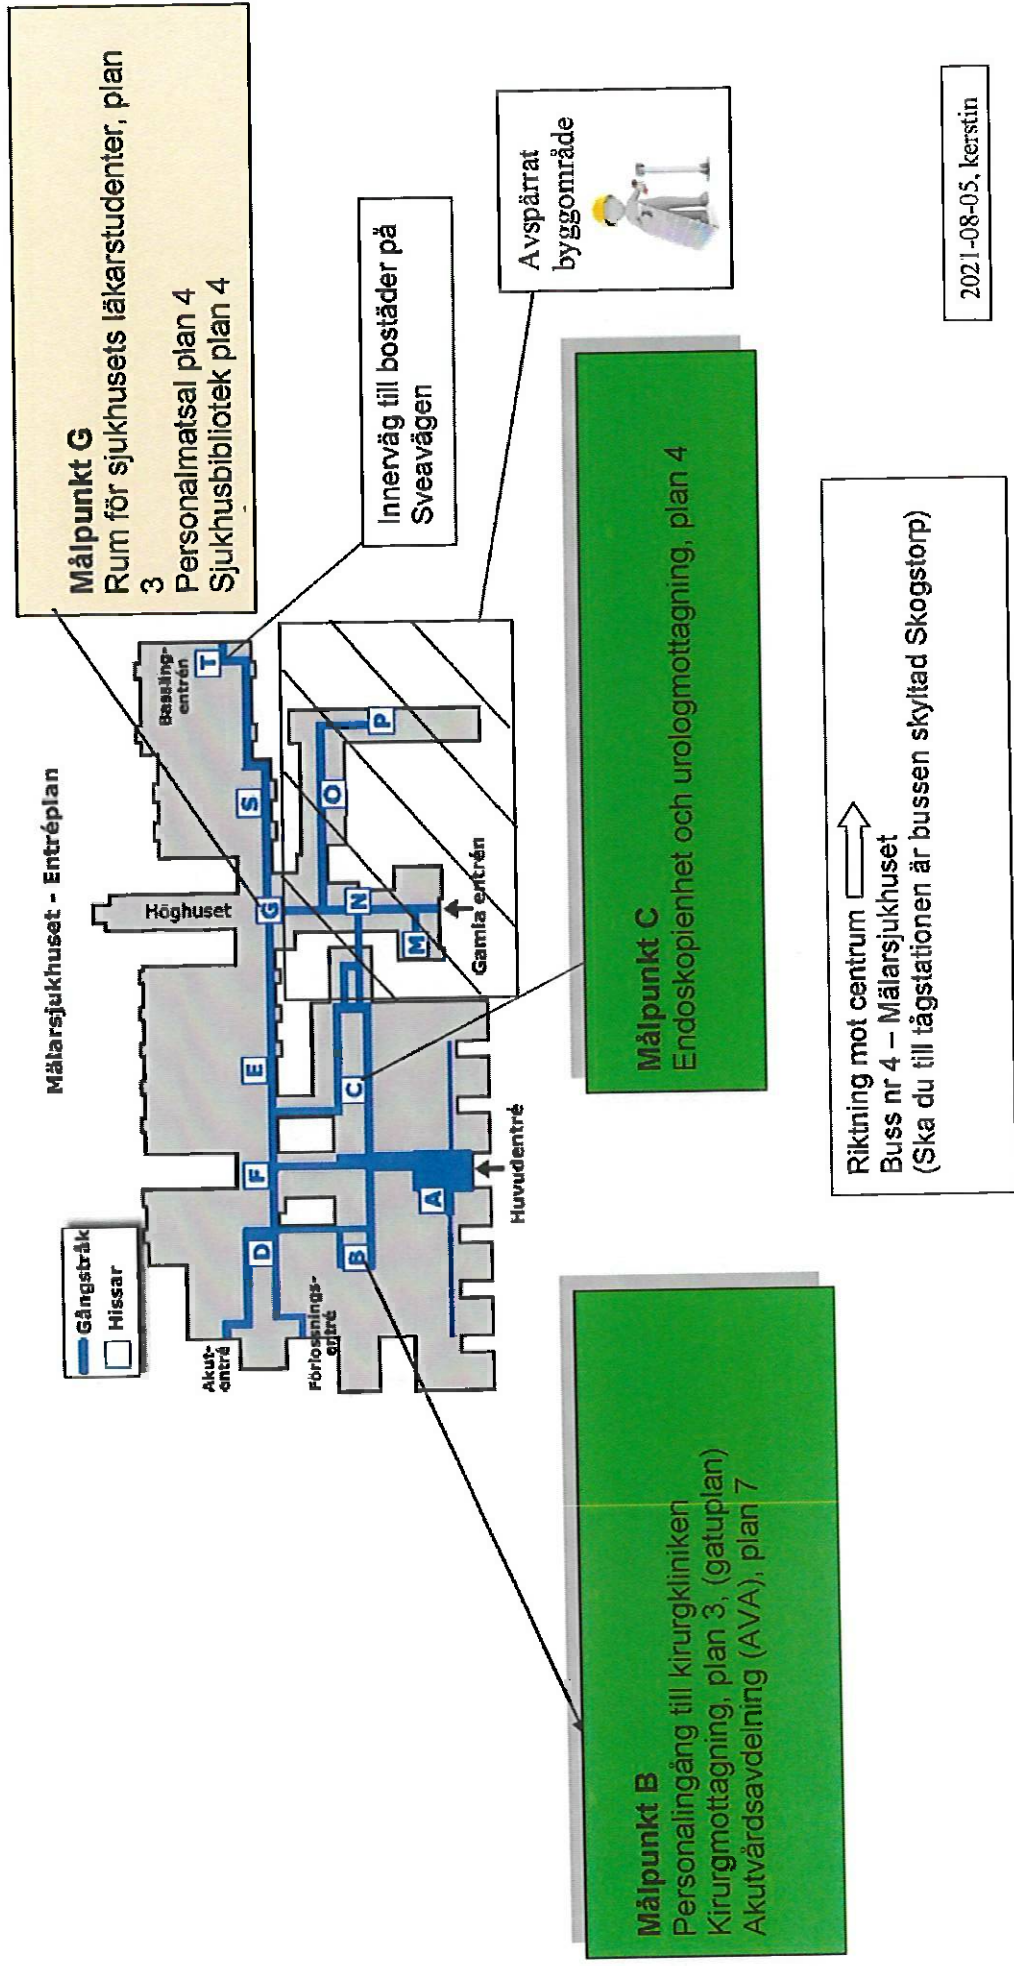 Mälarsjukhuset - Entréplan
Gångstråk
Hissar
Målpunkt G
Rum för sjukhusets läkarstudenter, plan
3
Personalmatsal plan 4
Sjukhusbibliotek plan 4
Höghuset
Bassäng-
entrén
T
S
G
E
F
D
Akut-
entré
Förlossnings-
entré
B
C
A
Huvudentré
N
M
O
P
Gamla entrén
Innerväg till bostäder på
Sveavägen
Avspärrat
byggområde
Målpunkt B
Personalingång till kirurgkliniken
Kirurgmottagning, plan 3, (gatuplan)
Akutvårdsavdelning (AVA), plan 7
Målpunkt C
Endoskopienhet och urologmottagning, plan 4
Riktning mot centrum
Buss nr 4 – Mälarsjukhuset
(Ska du till tågstationen är bussen skyltad Skogstorp)
2021-08-05, kerstin